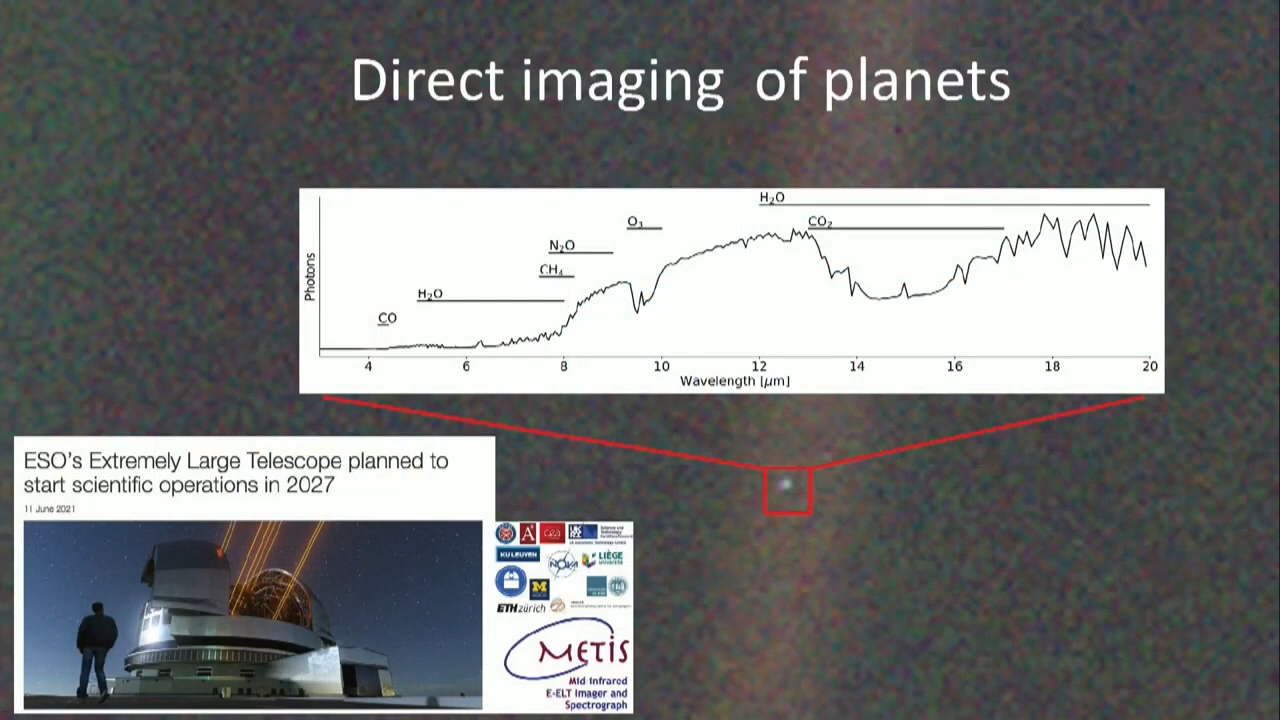 Direct imaging of planets
H₂O
O₃
CO₂
N₂O
CH₄
H₂O
CO
Photons
4 6 8 10 12 14 16 18 20
Wavelength [μm]
ESO's Extremely Large Telescope planned to
start scientific operations in 2027
11 June 2021
KU LEUVEN
NOVA
LIÈGE
M
ETH zürich
METIS
Mid Infrared
E-ELT Imager and
Spectrograph